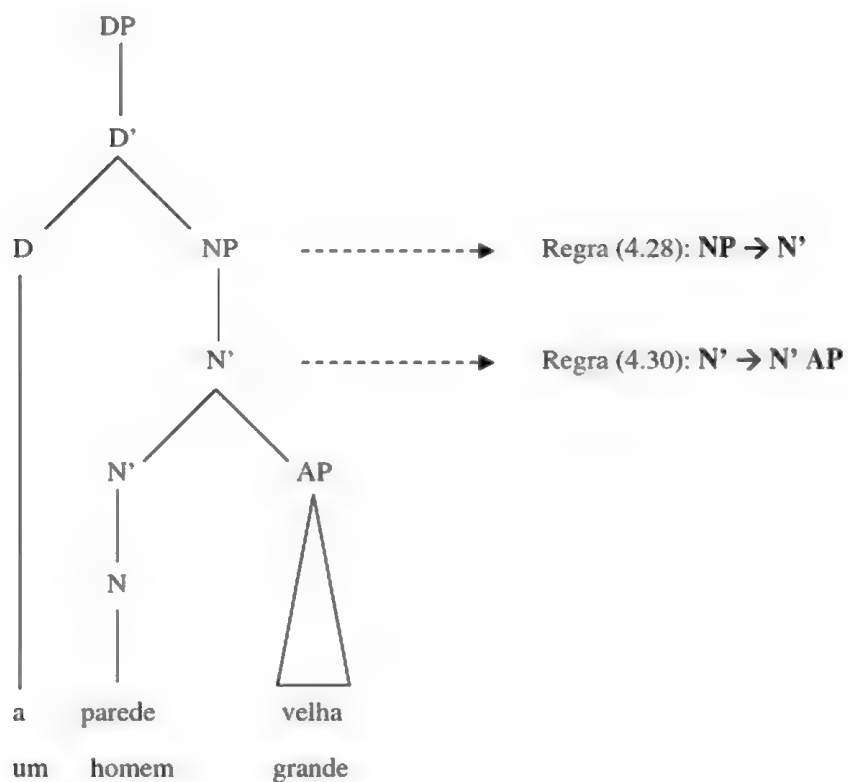 DP
D’
D NP Regra (4.28): NP → N’
N’ Regra (4.30): N’ → N’ AP
N’ AP
N
a parede velha
um homem grande